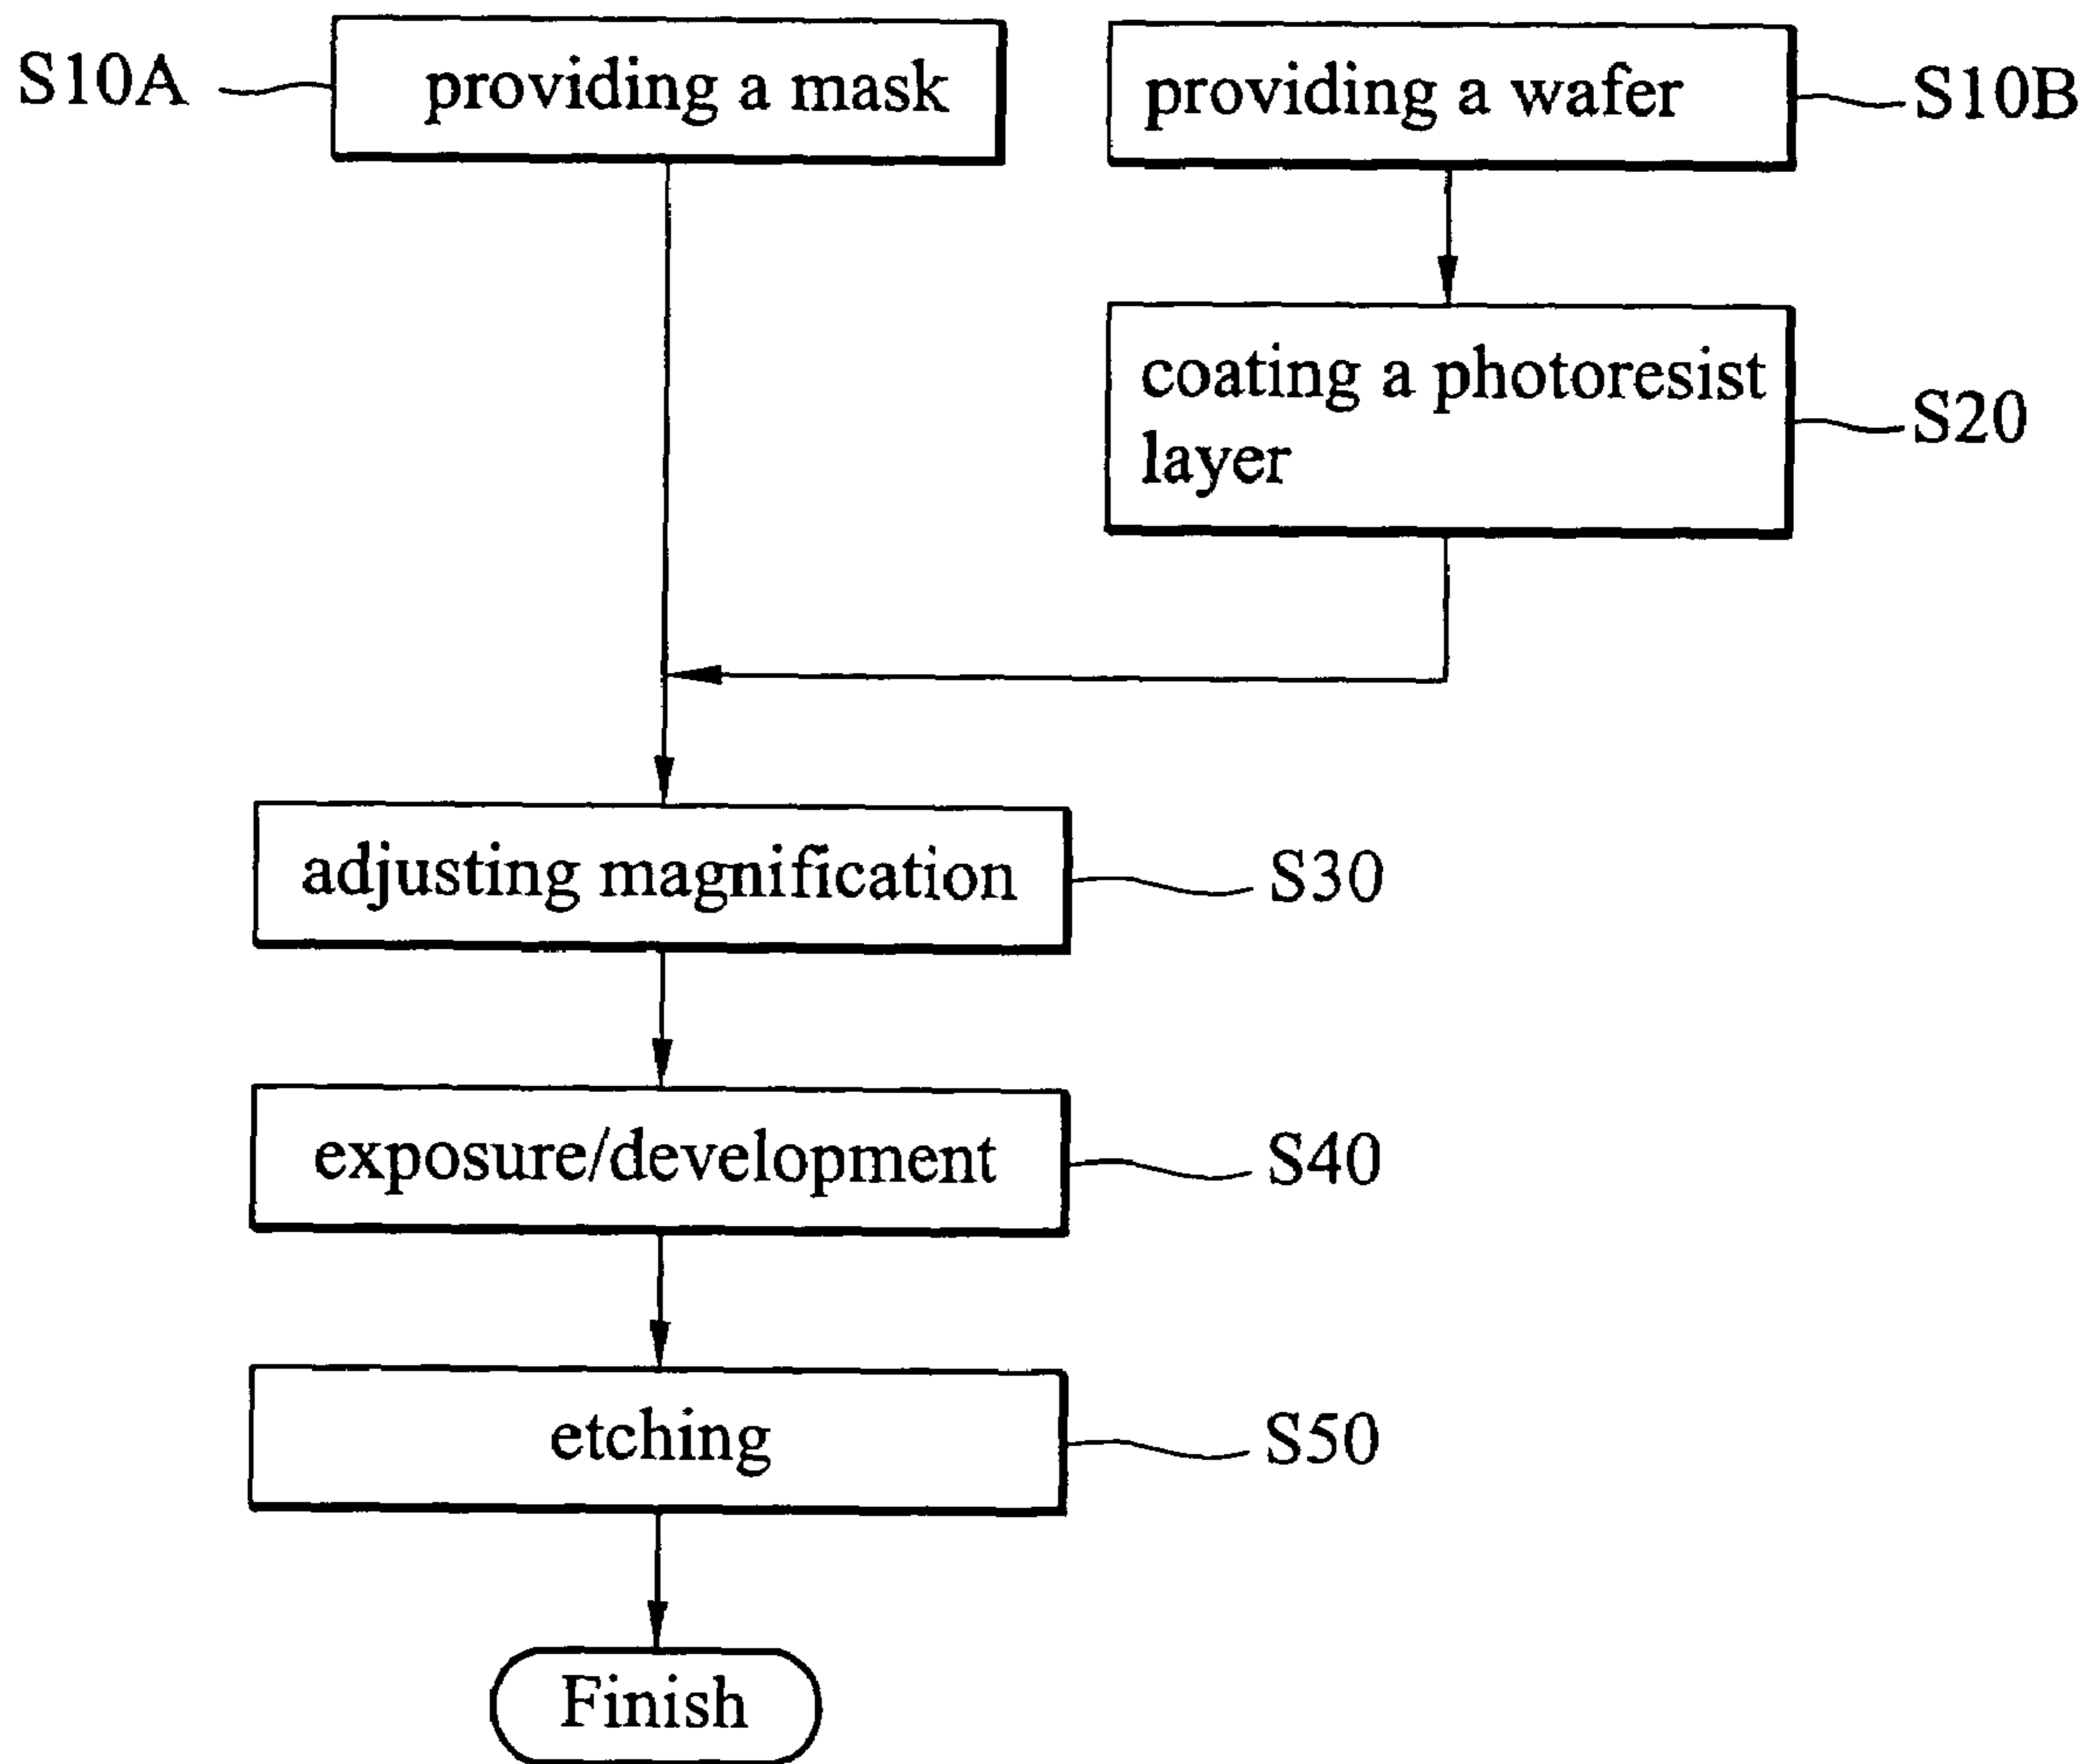 S10A
providing a mask
providing a wafer
S10B
coating a photoresist
layer
S20
adjusting magnification
S30
exposure/development
S40
etching
S50
Finish